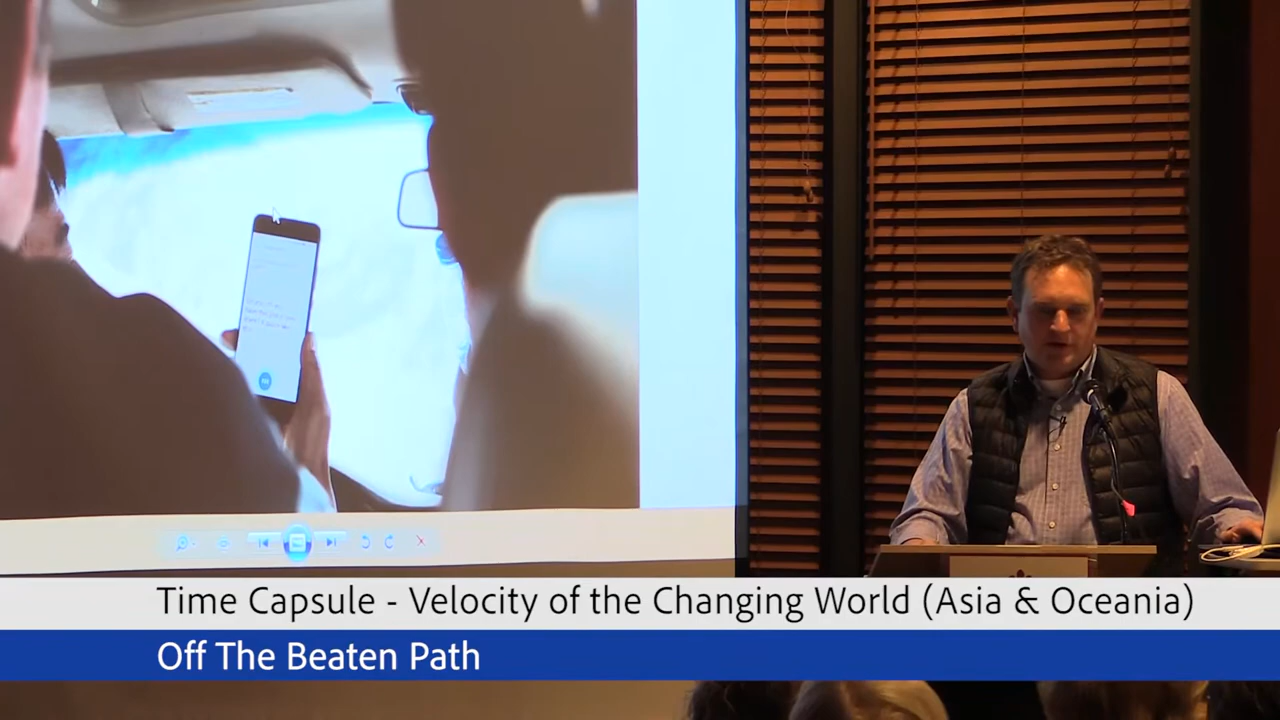 Time Capsule - Velocity of the Changing World (Asia & Oceania)
Off The Beaten Path